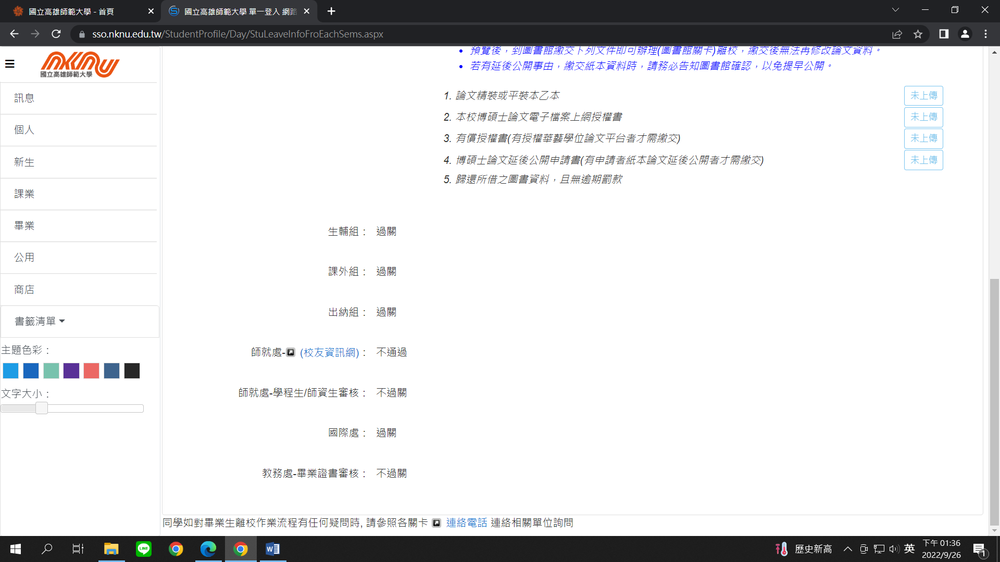 國立高雄師範大學 - 首頁
國立高雄師範大學 單一登入 網路
sso.nknu.edu.tw/StudentProfile/Day/StuLeaveInfoFroEachSems.aspx
nknu
國立高雄師範大學
訊息
個人
新生
課業
畢業
公用
商店
書籤清單
主題色彩：
文字大小：
預覽後，到圖書館繳交下列文件即可辦理(圖書館關卡)離校，繳交後無法再修改論文資料。
若有延後公開事由，繳交紙本資料時，請務必告知圖書館確認，以免提早公開。
1. 論文精裝或平裝本乙本 未上傳
2. 本校博碩士論文電子檔案上網授權書 未上傳
3. 有償授權書(有授權華藝學位論文平台者才需繳交) 未上傳
4. 博碩士論文延後公開申請書(有申請者紙本論文延後公開者才需繳交) 未上傳
5. 歸還所借之圖書資料，且無逾期罰款
生輔組： 過關
課外組： 過關
出納組： 過關
師就處- (校友資訊網)： 不通過
師就處-學程生/師資生審核： 不過關
國際處： 過關
教務處-畢業證書審核： 不過關
同學如對畢業生離校作業流程有任何疑問時, 請參照各關卡 連絡電話 連絡相關單位詢問
LINE
歷史新高
英
下午 01:36
2022/9/26
1